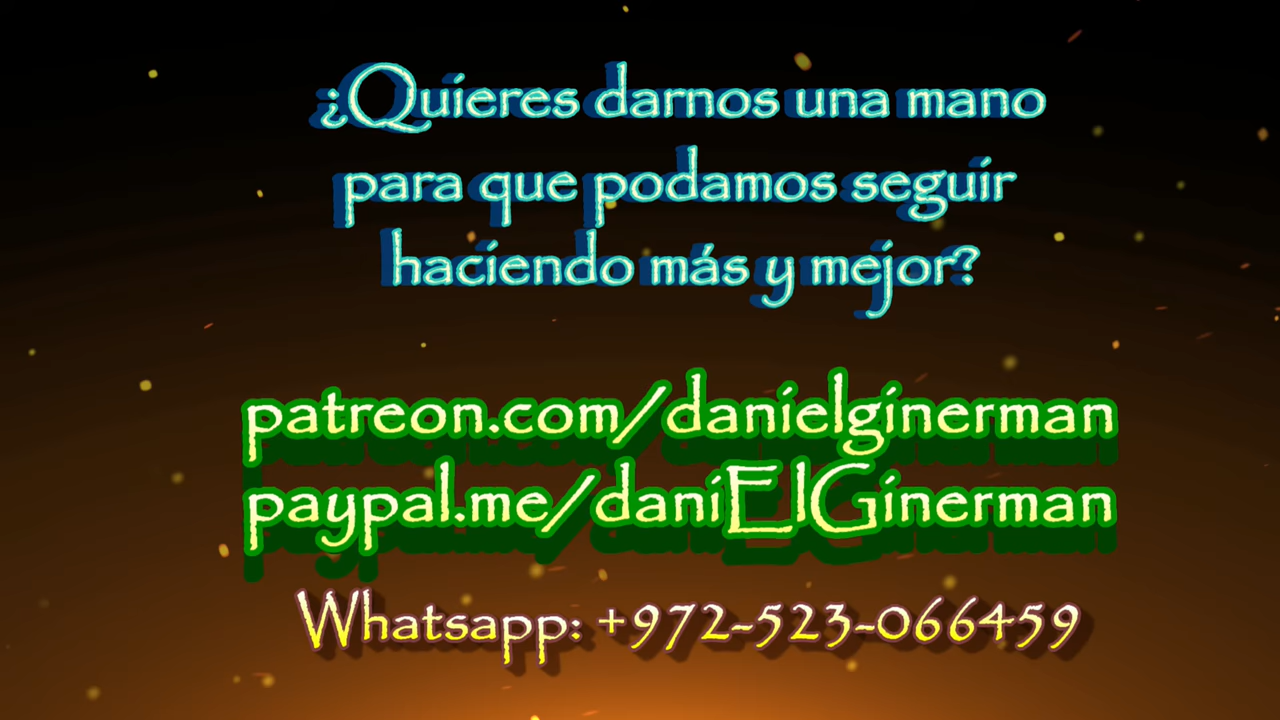 ¿Quieres darnos una mano
para que podamos seguir
haciendo más y mejor?
patreon.com/danielginerman
paypal.me/daniElGinerman
Whatsapp: +972-523-066459